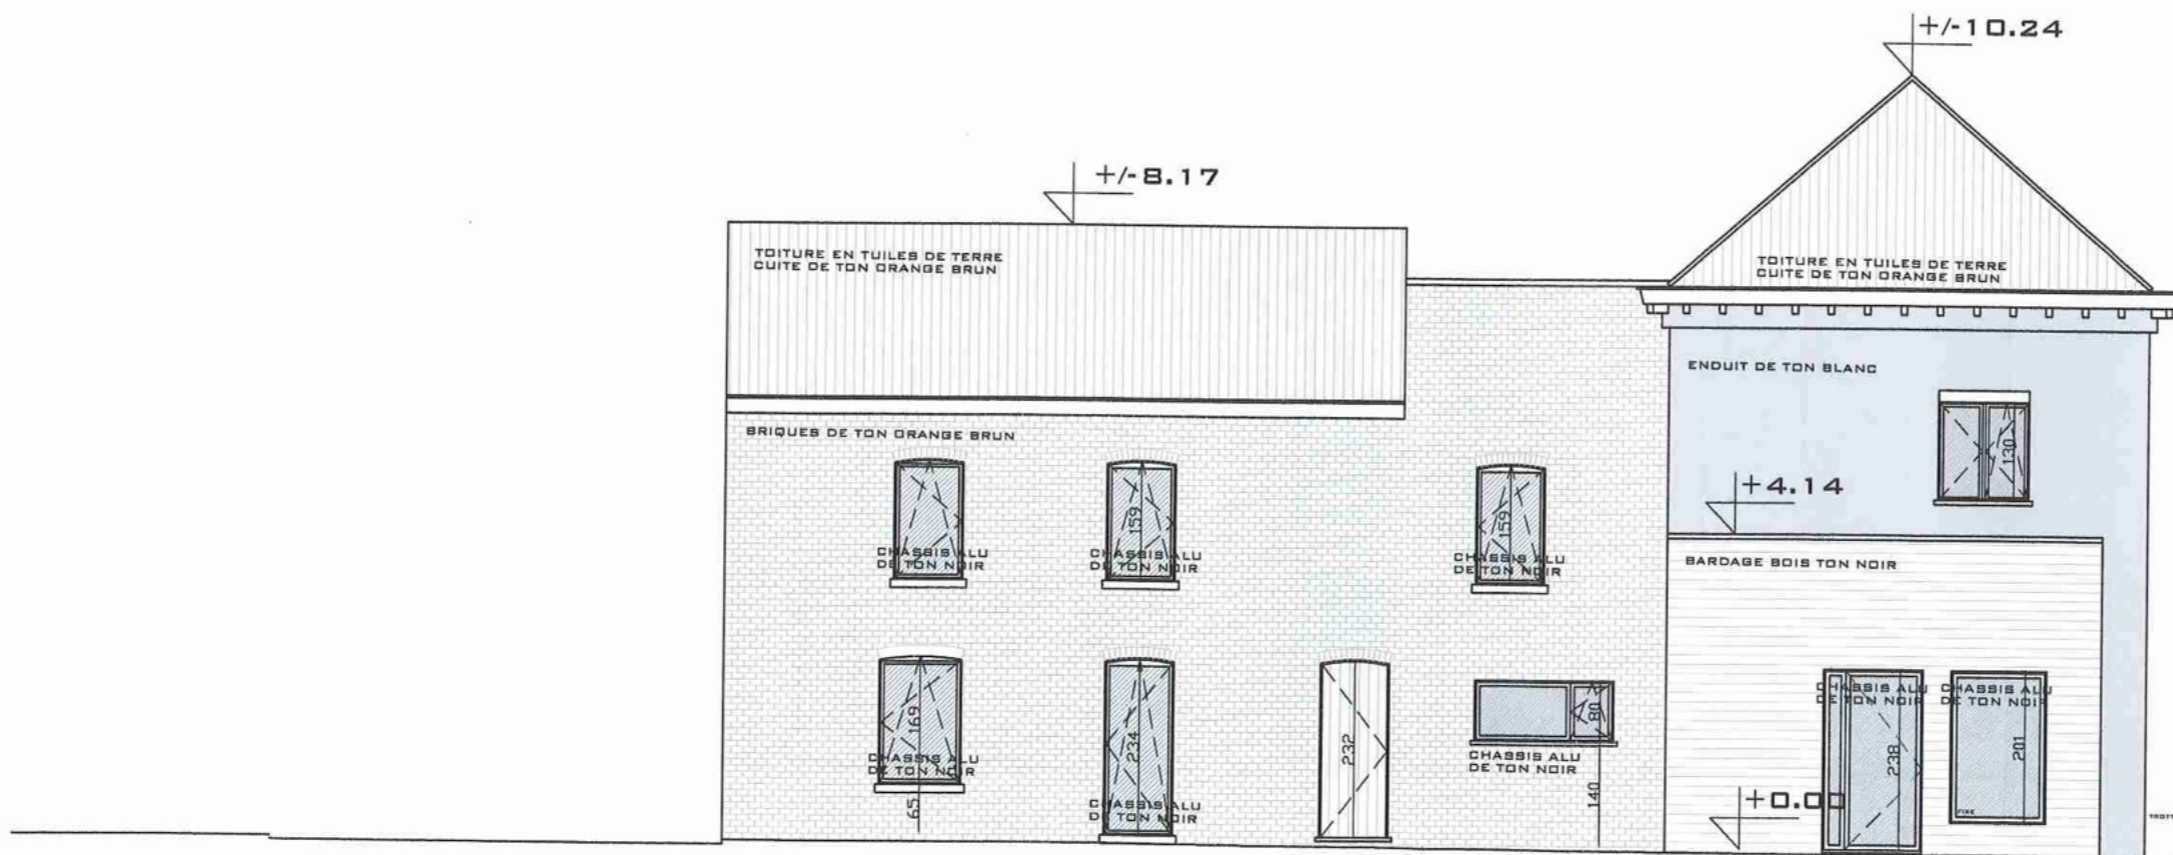 +/-10.24
+/-8.17
TOITURE EN TUILES DE TERRE
CUITE DE TON ORANGE BRUN
TOITURE EN TUILES DE TERRE
CUITE DE TON ORANGE BRUN
ENDUIT DE TON BLANC
BRIQUES DE TON ORANGE BRUN
130
+4.14
159
159
CHASSIS ALU
DE TON NOIR
CHASSIS ALU
DE TON NOIR
CHASSIS ALU
DE TON NOIR
BARDAGE BOIS TON NOIR
169
234
232
80
CHASSIS ALU
DE TON NOIR
CHASSIS ALU
DE TON NOIR
238
201
CHASSIS ALU
DE TON NOIR
CHASSIS ALU
DE TON NOIR
65
CHASSIS ALU
DE TON NOIR
140
+0.00
FIXE